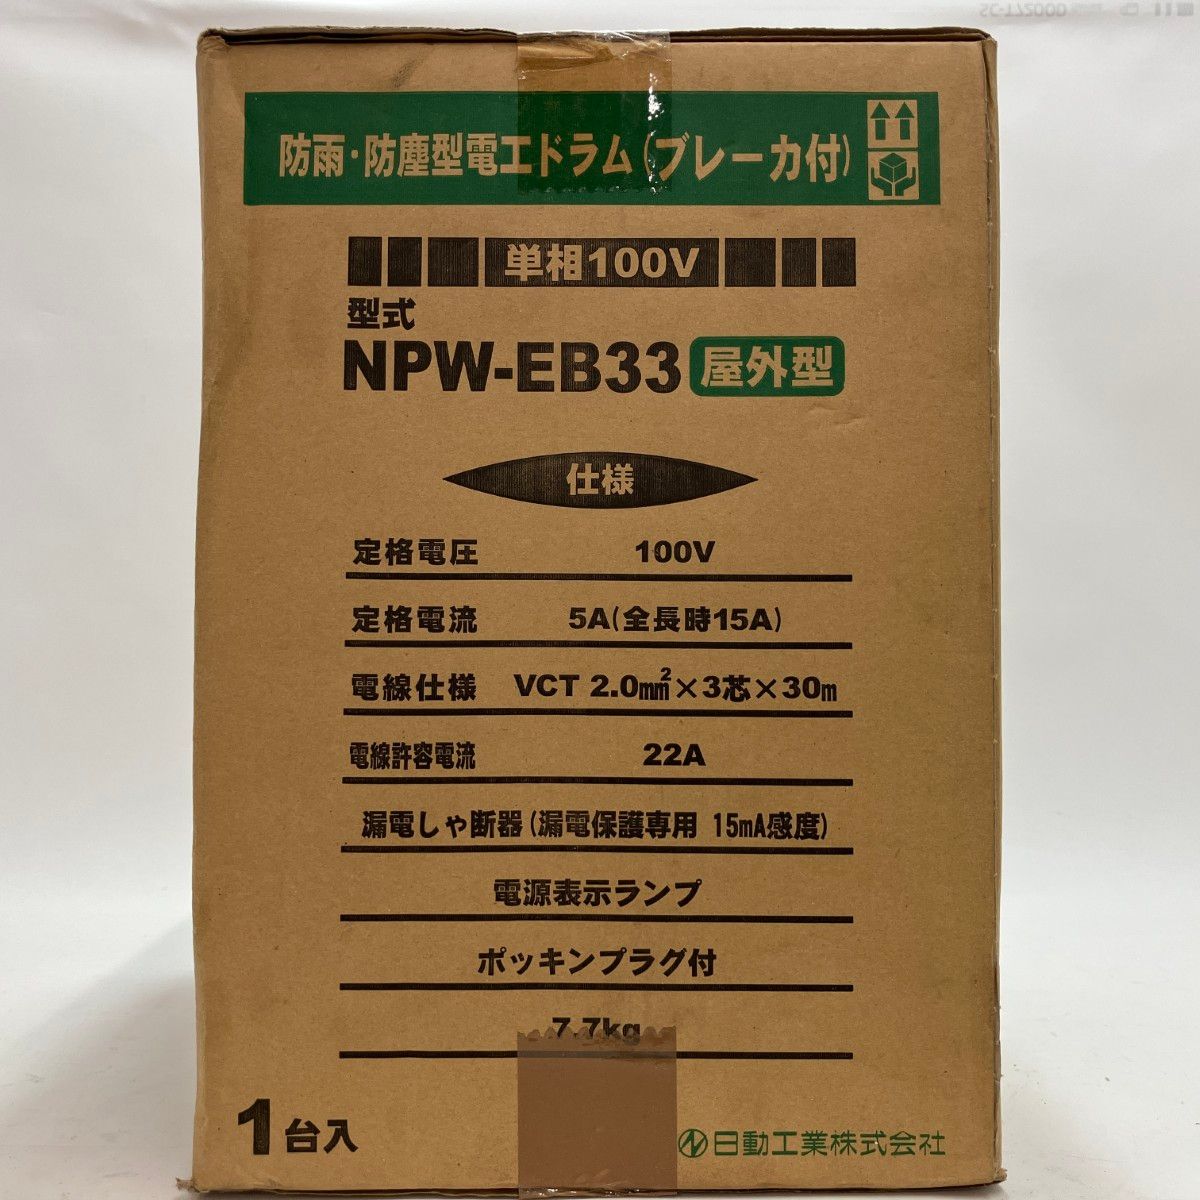 防雨・防塵型電工ドラム(ブレーカ付)
単相100V
型式
NPW-EB33 屋外型
仕様
定格電圧 100V
定格電流 5A(全長時15A)
電線仕様 VCT 2.0mm²×3芯×30m
電線許容電流 22A
漏電しゃ断器(漏電保護専用 15mA感度)
電源表示ランプ
ポッキンプラグ付
7.7kg
1台入
日動工業株式会社